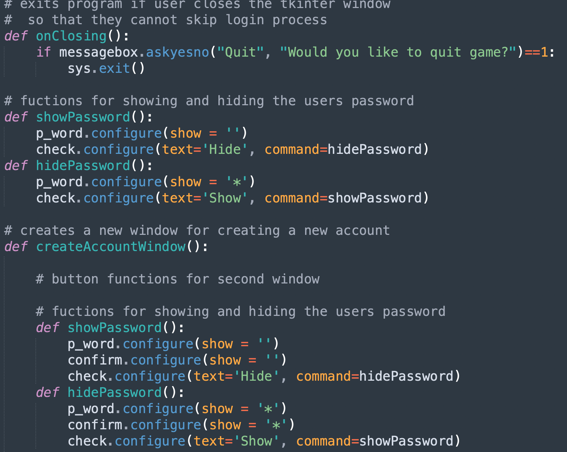 # exits program if user closes the tkinter window
#  so that they cannot skip login process
def onClosing():
    if messagebox.askyesno("Quit", "Would you like to quit game?")==1:
        sys.exit()

# fuctions for showing and hiding the users password
def showPassword():
    p_word.configure(show = '')
    check.configure(text='Hide', command=hidePassword)
def hidePassword():
    p_word.configure(show = '*')
    check.configure(text='Show', command=showPassword)

# creates a new window for creating a new account
def createAccountWindow():

    # button functions for second window

    # fuctions for showing and hiding the users password
    def showPassword():
        p_word.configure(show = '')
        confirm.configure(show = '')
        check.configure(text='Hide', command=hidePassword)
    def hidePassword():
        p_word.configure(show = '*')
        confirm.configure(show = '*')
        check.configure(text='Show', command=showPassword)